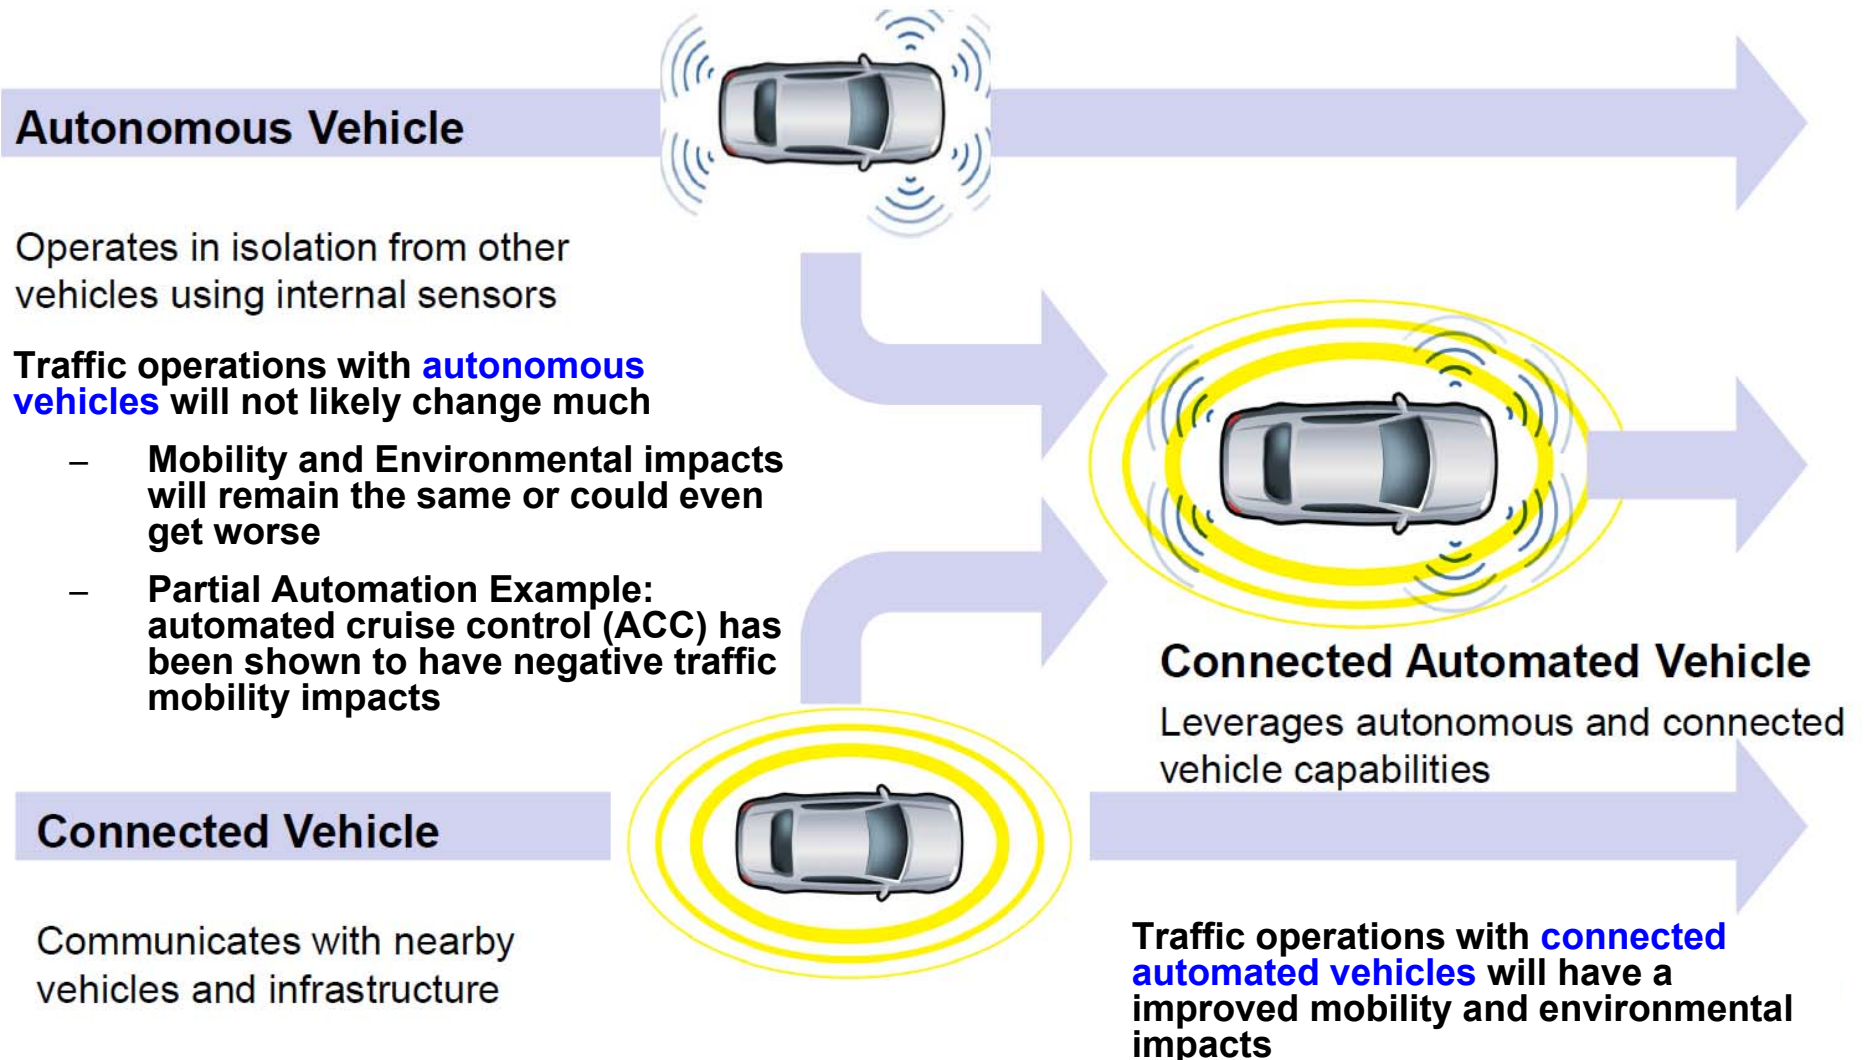 Autonomous Vehicle
Operates in isolation from other
vehicles using internal sensors
Traffic operations with autonomous
vehicles will not likely change much
– Mobility and Environmental impacts
will remain the same or could even
get worse
– Partial Automation Example:
automated cruise control (ACC) has
been shown to have negative traffic
mobility impacts
Connected Automated Vehicle
Leverages autonomous and connected
vehicle capabilities
Connected Vehicle
Communicates with nearby
vehicles and infrastructure
Traffic operations with connected
automated vehicles will have a
improved mobility and environmental
impacts